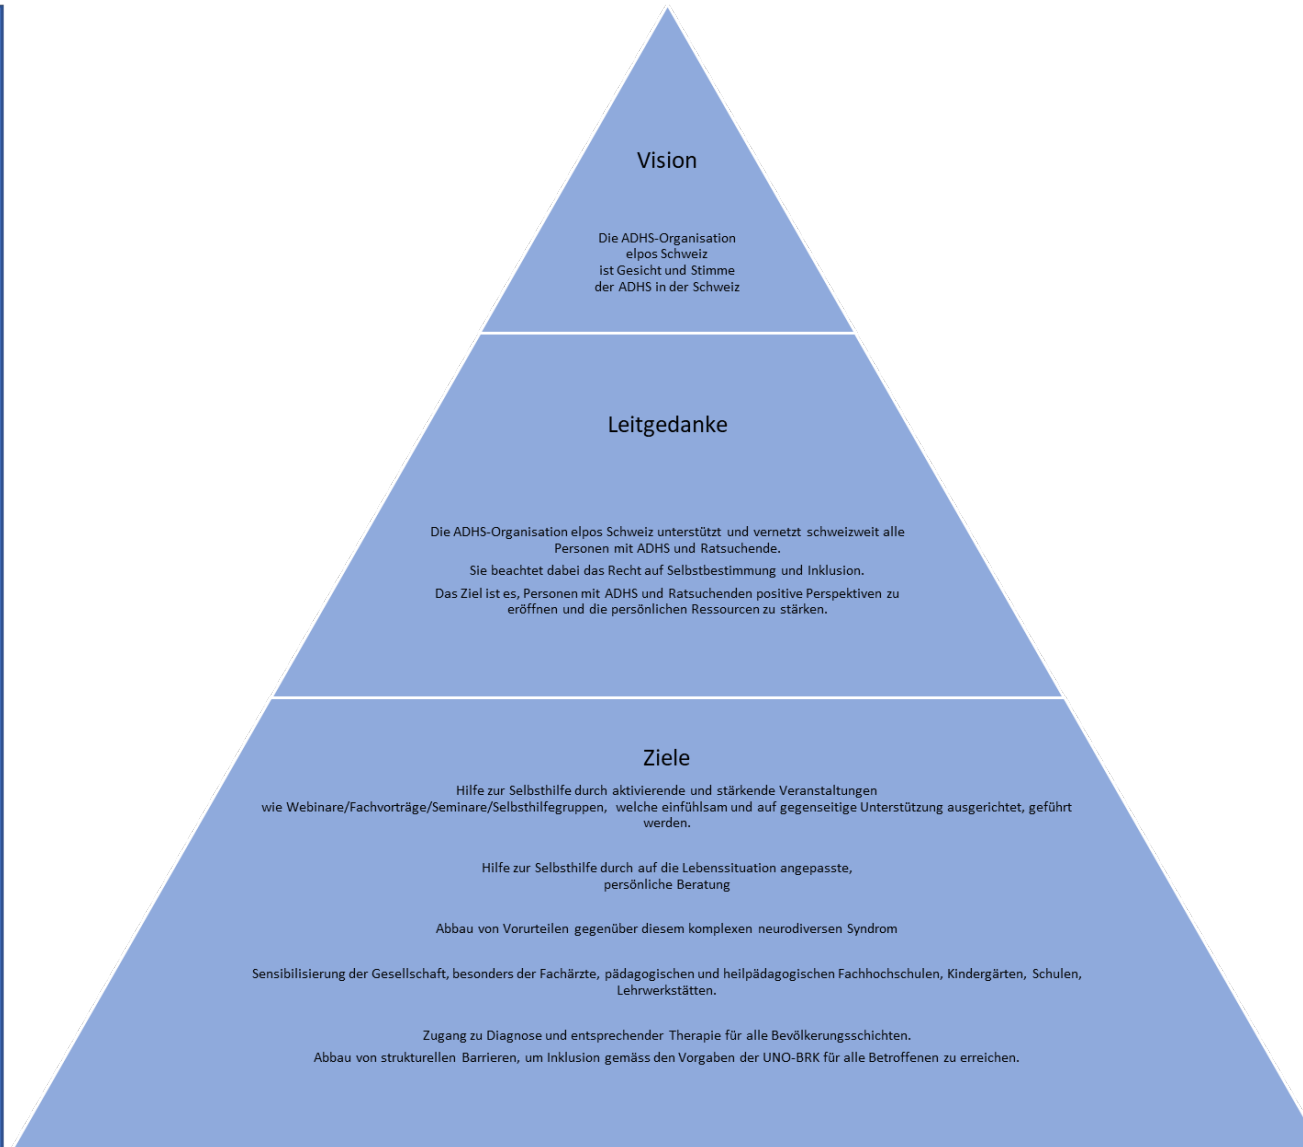 Vision
Die ADHS-Organisation
elpos Schweiz
ist Gesicht und Stimme
der ADHS in der Schweiz
Leitgedanke
Die ADHS-Organisation elpos Schweiz unterstützt und vernetzt schweizweit alle
Personen mit ADHS und Ratsuchende.
Sie beachtet dabei das Recht auf Selbstbestimmung und Inklusion.
Das Ziel ist es, Personen mit ADHS und Ratsuchenden positive Perspektiven zu
eröffnen und die persönlichen Ressourcen zu stärken.
Ziele
Hilfe zur Selbsthilfe durch aktivierende und stärkende Veranstaltungen
wie Webinare/Fachvorträge/Seminare/Selbsthilfegruppen, welche einfühlsam und auf gegenseitige Unterstützung ausgerichtet, geführt
werden.
Hilfe zur Selbsthilfe durch auf die Lebenssituation angepasste,
persönliche Beratung
Abbau von Vorurteilen gegenüber diesem komplexen neurodiversen Syndrom
Sensibilisierung der Gesellschaft, besonders der Fachärzte, pädagogischen und heilpädagogischen Fachhochschulen, Kindergärten, Schulen,
Lehrwerkstätten.
Zugang zu Diagnose und entsprechender Therapie für alle Bevölkerungsschichten.
Abbau von strukturellen Barrieren, um Inklusion gemäss den Vorgaben der UNO-BRK für alle Betroffenen zu erreichen.